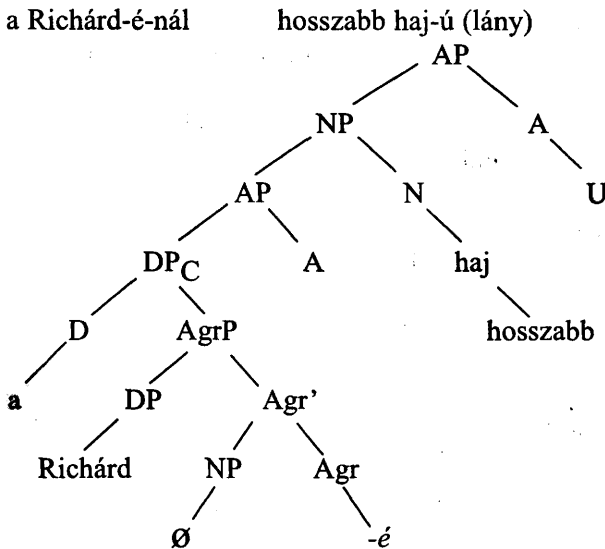 a Richárd-é-nál hosszabb haj-ú (lány)
AP
NP A
AP N U
DPC A haj
D AgrP hosszabb
a DP Agr’
Richárd NP Agr
Ø -é